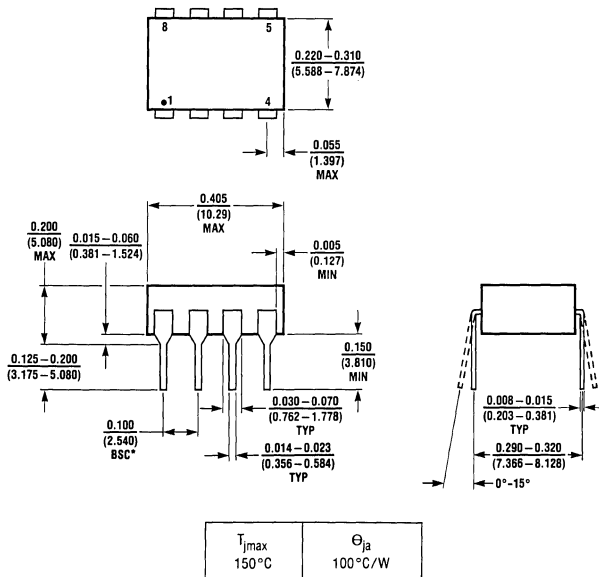 8 5
1 4
0.220 – 0.310
(5.588 – 7.874)
0.055
(1.397)
MAX
0.405
(10.29)
MAX
0.200
(5.080)
MAX
0.015 – 0.060
(0.381 – 1.524)
0.005
(0.127)
MIN
0.125 – 0.200
(3.175 – 5.080)
0.150
(3.810)
MIN
0.030 – 0.070
(0.762 – 1.778)
TYP
0.100
(2.540)
BSC*
0.014 – 0.023
(0.356 – 0.584)
TYP
0.008 – 0.015
(0.203 – 0.381)
TYP
0.290 – 0.320
(7.366 – 8.128)
0°-15°
Tjmax Θja
150°C 100°C/W